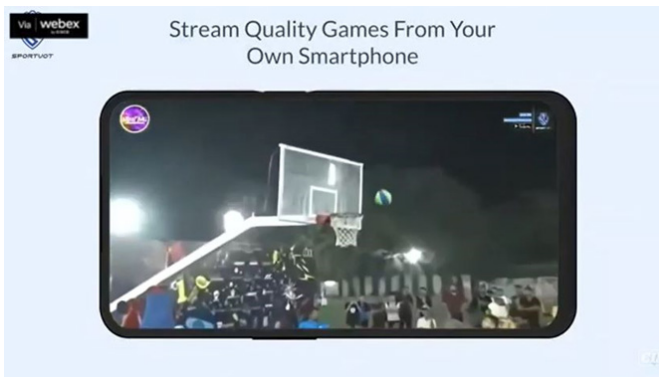 Via webex
SPORTVOT
Stream Quality Games From Your
Own Smartphone